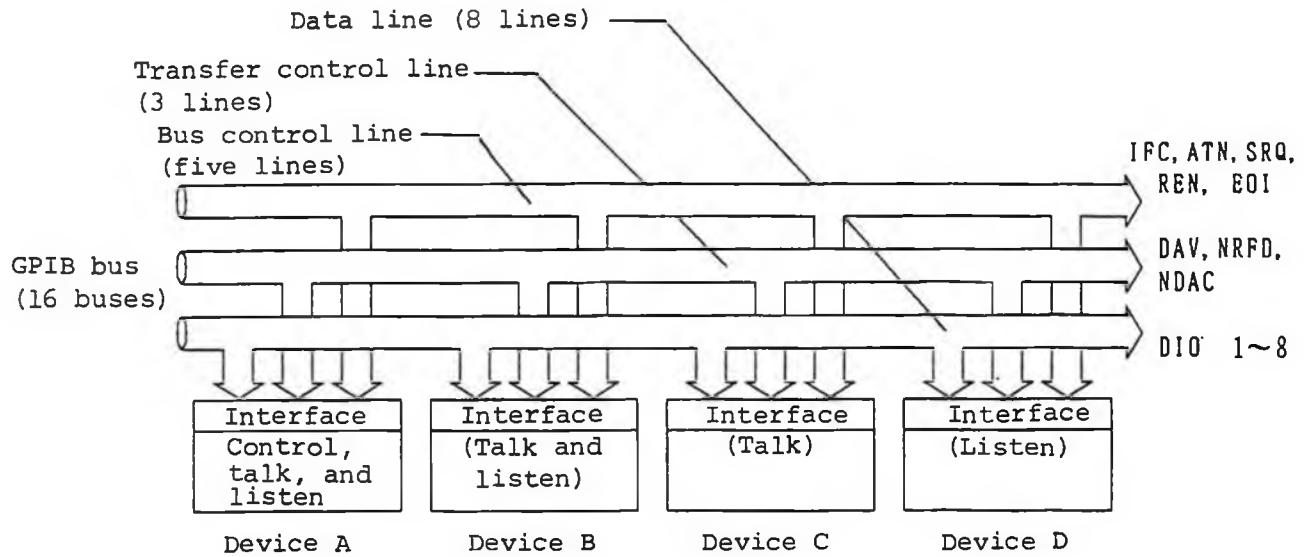 Data line (8 lines)
Transfer control line
(3 lines)
Bus control line
(five lines)
IFC, ATN, SRQ,
REN, EOI
GPIB bus
(16 buses)
DAV, NRFD,
NDAC
DIO 1~8
Interface
Control,
talk, and
listen
Device A
Interface
(Talk and
listen)
Device B
Interface
(Talk)
Device C
Interface
(Listen)
Device D